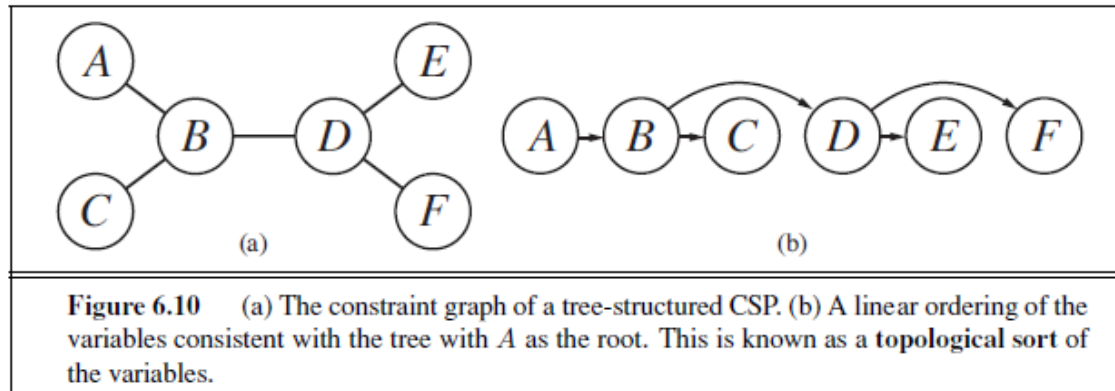 A
E
B
D
C
F
(a)
A B C D E F
(b)
Figure 6.10 (a) The constraint graph of a tree-structured CSP. (b) A linear ordering of the
variables consistent with the tree with A as the root. This is known as a topological sort of
the variables.